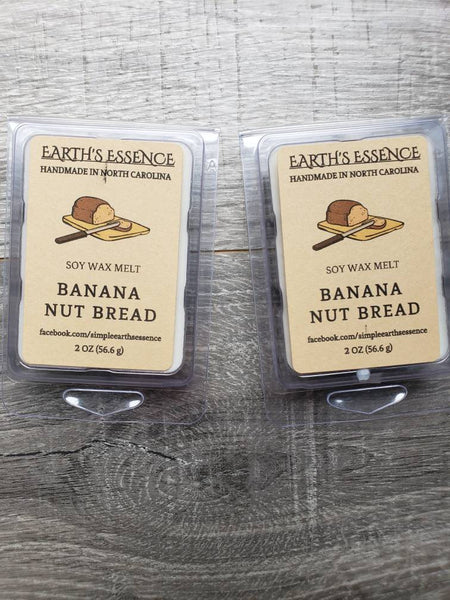 EARTH'S ESSENCE
HANDMADE IN NORTH CAROLINA
SOY WAX MELT
BANANA
NUT BREAD
facebook.com/simpleearthsessence
2 OZ (56.6 g)
EARTH'S ESSENCE
HANDMADE IN NORTH CAROLINA
SOY WAX MELT
BANANA
NUT BREAD
facebook.com/simpleearthsessence
2 OZ (56.6 g)